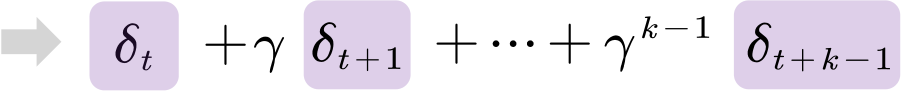 δ_t + γ δ_{t+1} + ⋯ + γ^{k−1} δ_{t+k−1}